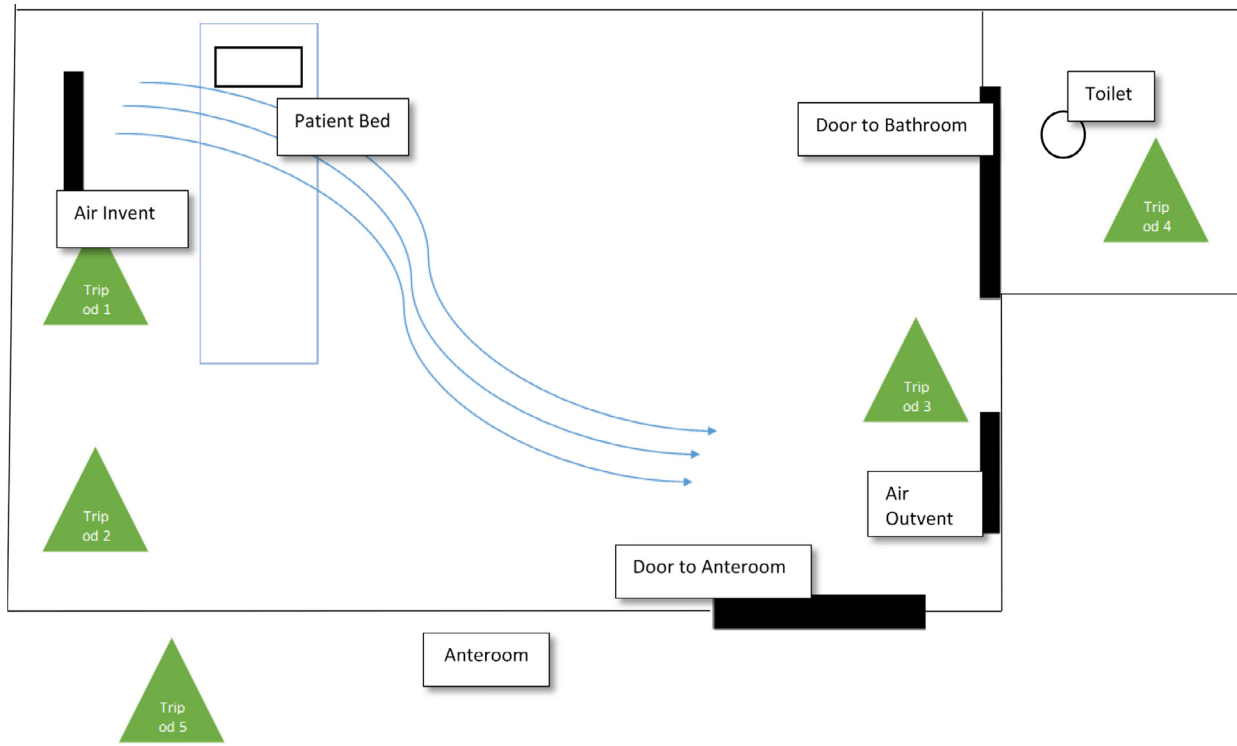 Toilet
Patient Bed
Door to Bathroom
Air Invent
Trip
od 4
Trip
od 1
Trip
od 3
Air
Outvent
Trip
od 2
Door to Anteroom
Anteroom
Trip
od 5